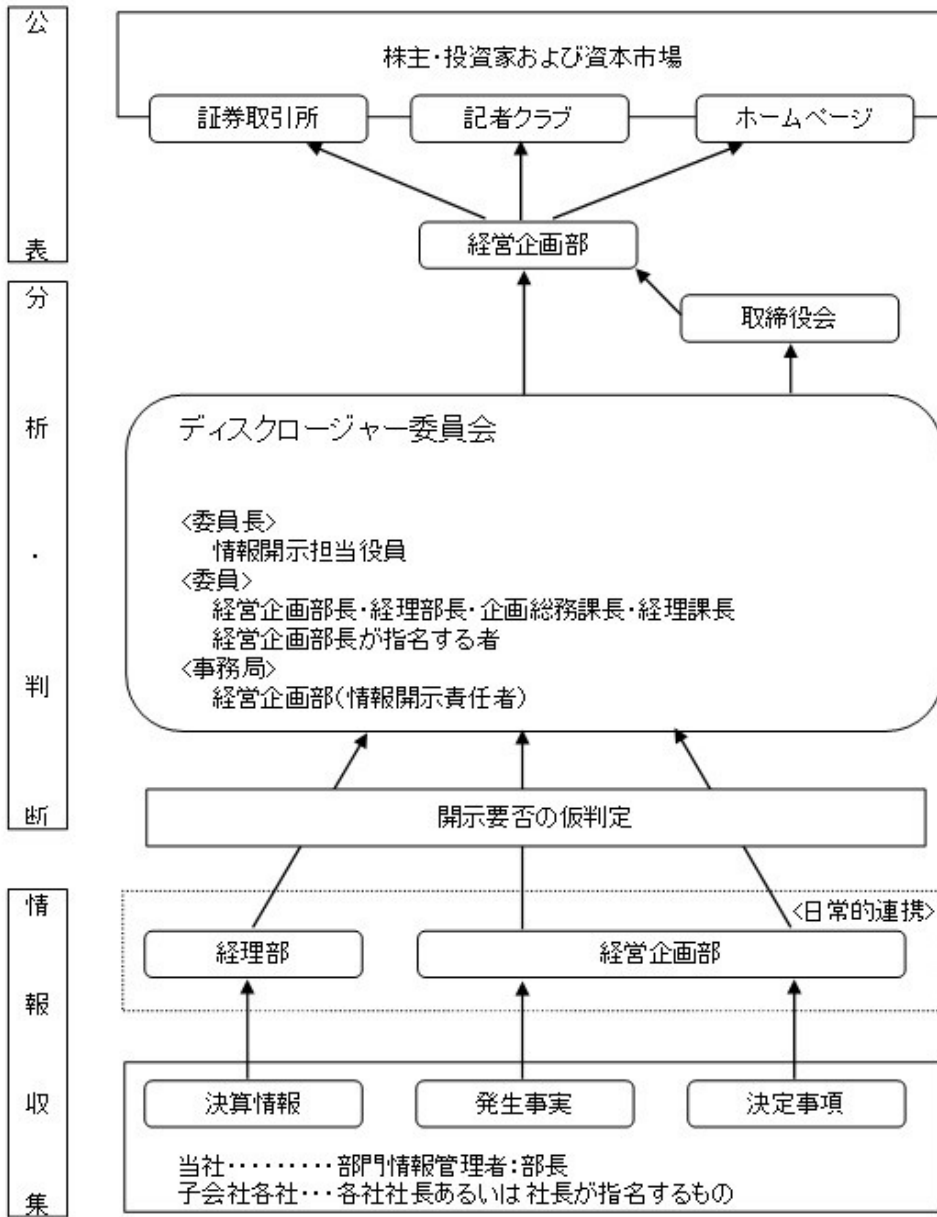 公表
株主・投資家および資本市場
証券取引所
記者クラブ
ホームページ
経営企画部
分析・判断
取締役会
ディスクロージャー委員会
<委員長>
情報開示担当役員
<委員>
経営企画部長・経理部長・企画総務課長・経理課長
経営企画部長が指名する者
<事務局>
経営企画部(情報開示責任者)
開示要否の仮判定
情報収集
<日常的連携>
経理部
経営企画部
決算情報
発生事実
決定事項
当社………部門情報管理者:部長
子会社各社…各社社長あるいは社長が指名するもの